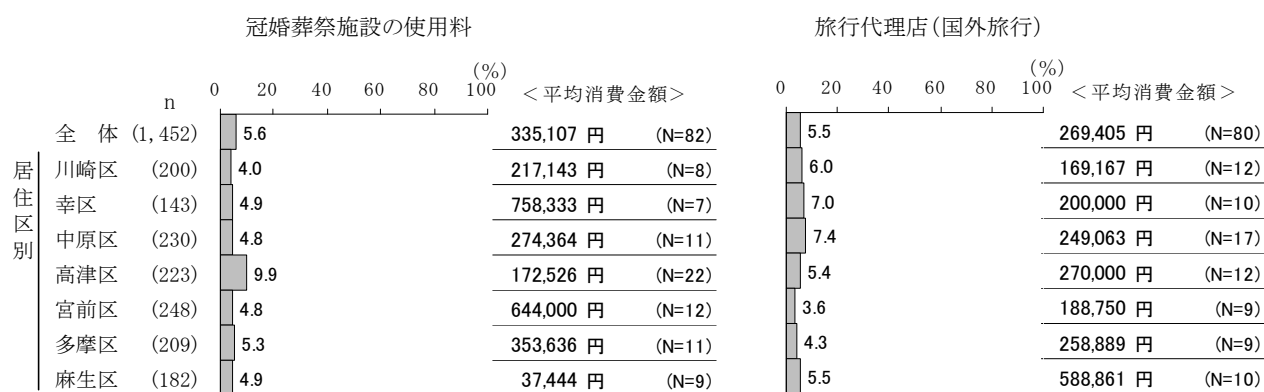 冠婚葬祭施設の使用料 旅行代理店(国外旅行)
(%) (%)
0 20 40 60 80 100 <平均消費金額> 0 20 40 60 80 100 <平均消費金額>
n
全 体 (1,452) 5.6 335,107 円 (N=82) 5.5 269,405 円 (N=80)
居住区別
川崎区 (200) 4.0 217,143 円 (N=8) 6.0 169,167 円 (N=12)
幸区 (143) 4.9 758,333 円 (N=7) 7.0 200,000 円 (N=10)
中原区 (230) 4.8 274,364 円 (N=11) 7.4 249,063 円 (N=17)
高津区 (223) 9.9 172,526 円 (N=22) 5.4 270,000 円 (N=12)
宮前区 (248) 4.8 644,000 円 (N=12) 3.6 188,750 円 (N=9)
多摩区 (209) 5.3 353,636 円 (N=11) 4.3 258,889 円 (N=9)
麻生区 (182) 4.9 37,444 円 (N=9) 5.5 588,861 円 (N=10)